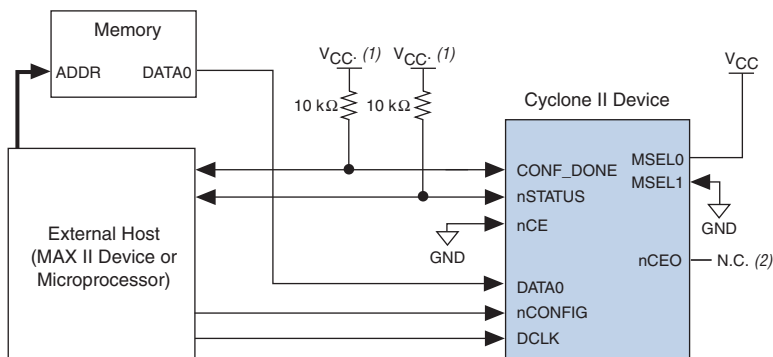 Memory
ADDR
DATA0
VCC. (1)
VCC. (1)
10 kΩ
10 kΩ
VCC
Cyclone II Device
External Host
(MAX II Device or
Microprocessor)
CONF_DONE
nSTATUS
nCE
GND
DATA0
nCONFIG
DCLK
MSEL0
MSEL1
GND
nCEO
N.C. (2)